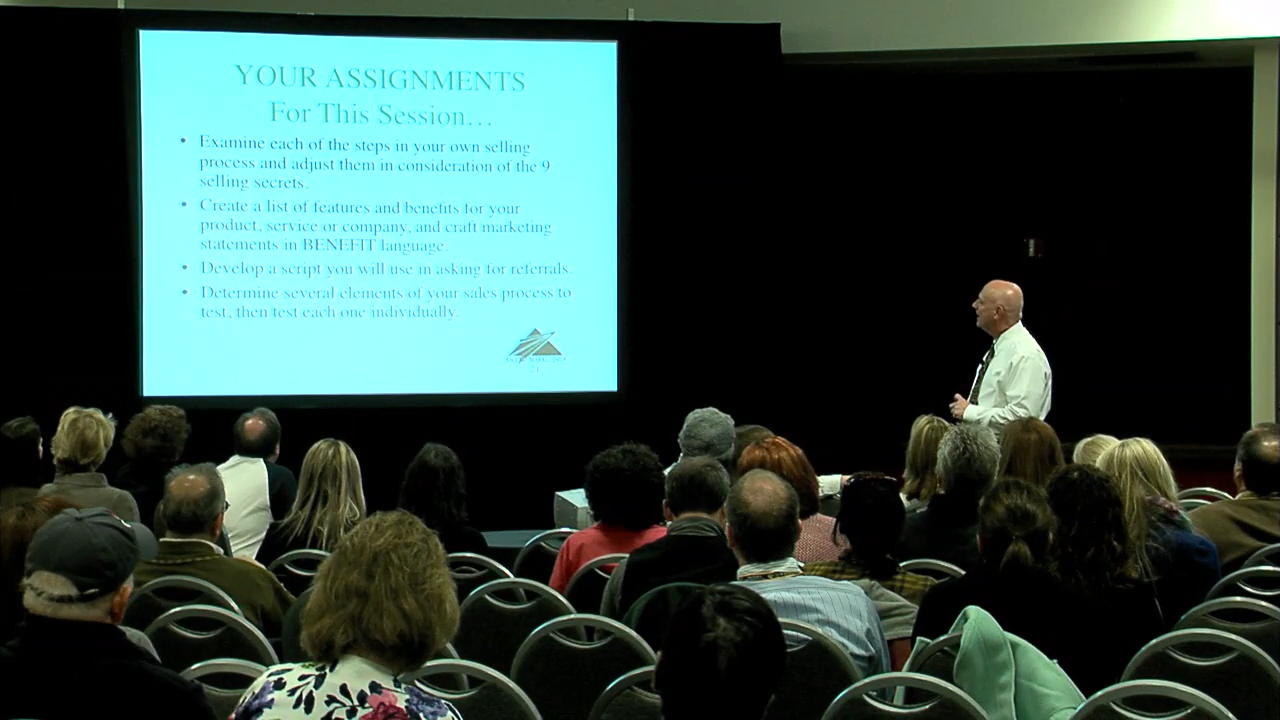 YOUR ASSIGNMENTS
For This Session…
• Examine each of the steps in your own selling
process and adjust them in consideration of the 9
selling secrets.
• Create a list of features and benefits for your
product, service or company, and craft marketing
statements in BENEFIT language.
• Develop a script you will use in asking for referrals.
• Determine several elements of your sales process to
test, then test each one individually.
21